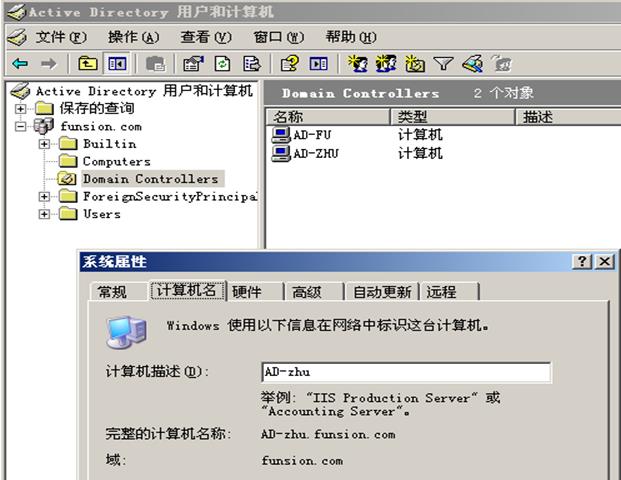 Active Directory 用户和计算机
文件(F) 操作(A) 查看(V) 窗口(W) 帮助(H)
Active Directory 用户和计算机
保存的查询
funsion.com
Builtin
Computers
Domain Controllers
ForeignSecurityPrincipal
Users
Domain Controllers 2 个对象
名称 类型 描述
AD-FU 计算机
AD-ZHU 计算机
系统属性
常规 计算机名 硬件 高级 自动更新 远程
Windows 使用以下信息在网络中标识这台计算机。
计算机描述(D): AD-zhu
举例: "IIS Production Server" 或
"Accounting Server"。
完整的计算机名称: AD-zhu.funsion.com
域: funsion.com